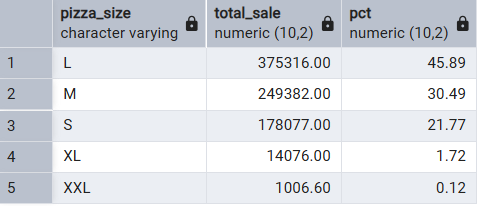 pizza_size total_sale pct
character varying numeric (10,2) numeric (10,2)
1 L 375316.00 45.89
2 M 249382.00 30.49
3 S 178077.00 21.77
4 XL 14076.00 1.72
5 XXL 1006.60 0.12